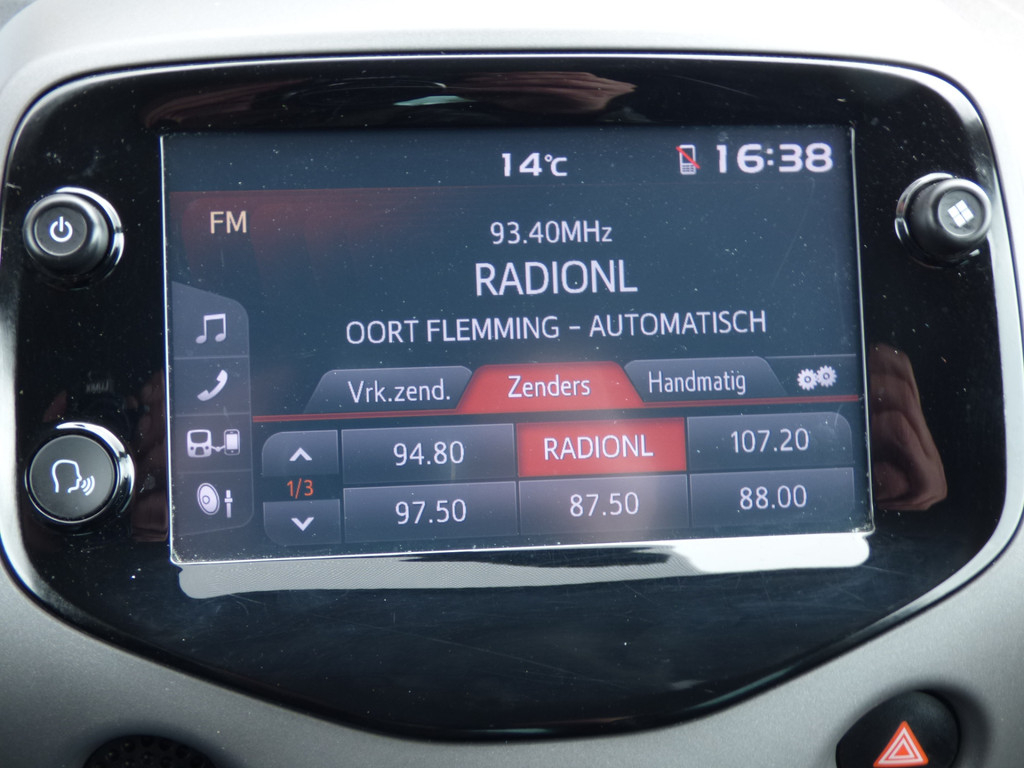 14°C 16:38
FM
93.40MHz
RADIONL
OORT FLEMMING - AUTOMATISCH
Vrk.zend. Zenders Handmatig
94.80 RADIONL 107.20
1/3
97.50 87.50 88.00